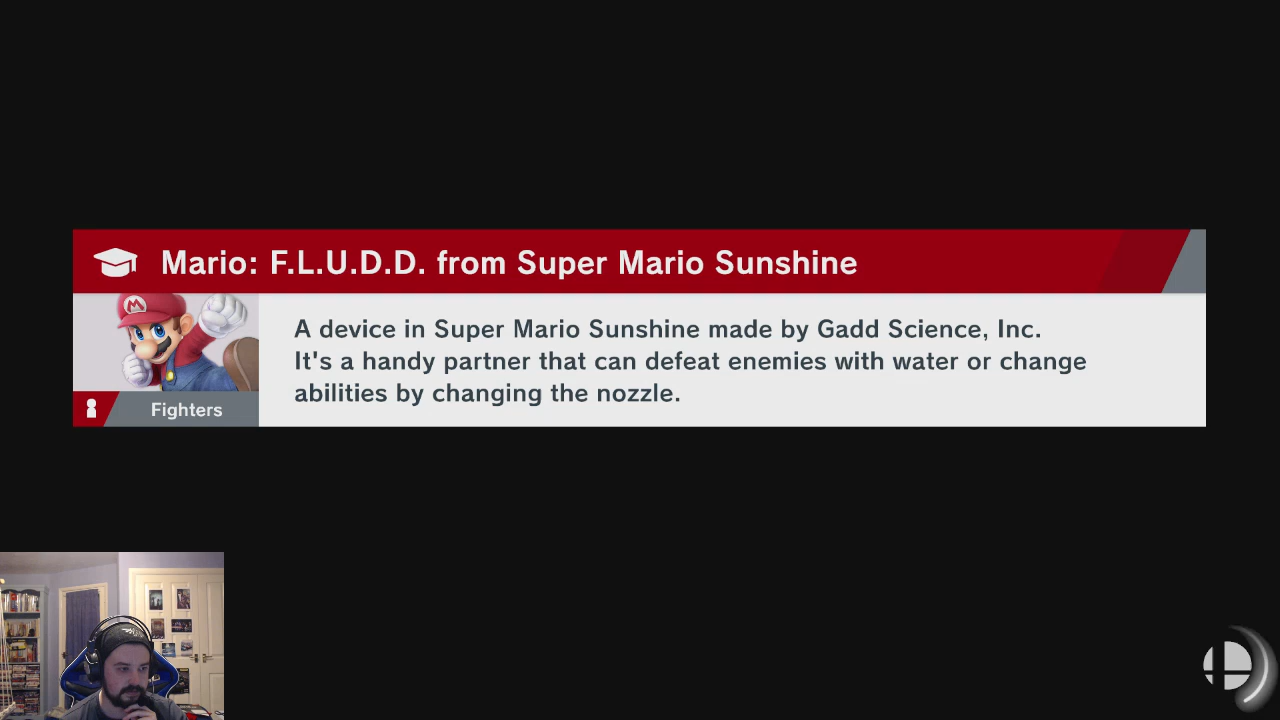 Mario: F.L.U.D.D. from Super Mario Sunshine
A device in Super Mario Sunshine made by Gadd Science, Inc.
It's a handy partner that can defeat enemies with water or change
abilities by changing the nozzle.
M
Fighters